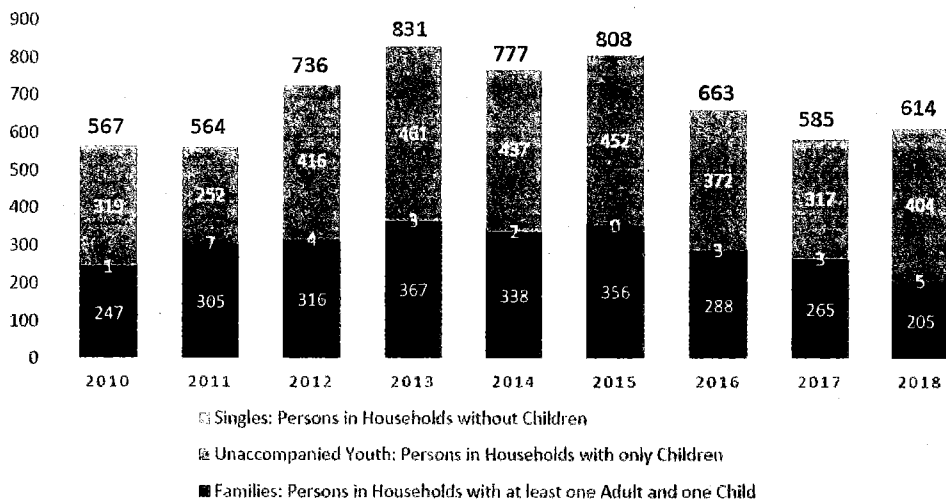 900
800
700
600
500
400
300
200
100
0
567 564 736 831 777 808 663 585 614
319 252 416 461 437 452 372 317 404
1 7 4 3 2 0 3 3 5
247 305 316 367 338 356 288 265 205
2010 2011 2012 2013 2014 2015 2016 2017 2018
Singles: Persons in Households without Children
Unaccompanied Youth: Persons in Households with only Children
Families: Persons in Households with at least one Adult and one Child